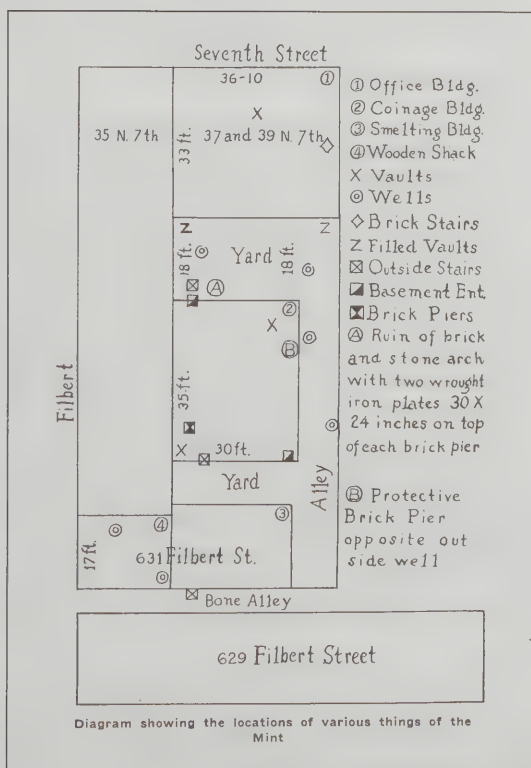 Seventh Street
36-10 ①
35 N. 7th
33 ft.
X
37 and 39 N. 7th
Z
Z
18 ft.
Yard
18 ft.
Ⓐ
②
X
Ⓑ
35 ft.
Filbert
X
30 ft.
Yard
Alley
③
④
17 ft.
631 Filbert St.
Bone Alley
629 Filbert Street
① Office Bldg.
② Coinage Bldg.
③ Smelting Bldg.
④ Wooden Shack
X Vaults
◎ Wells
◇ Brick Stairs
Z Filled Vaults
Outside Stairs
Basement Ent.
Brick Piers
Ⓐ Ruin of brick
and stone arch
with two wrought
iron plates 30 X
24 inches on top
of each brick pier
Ⓑ Protective
Brick Pier
opposite out
side well
Diagram showing the locations of various things of the
Mint